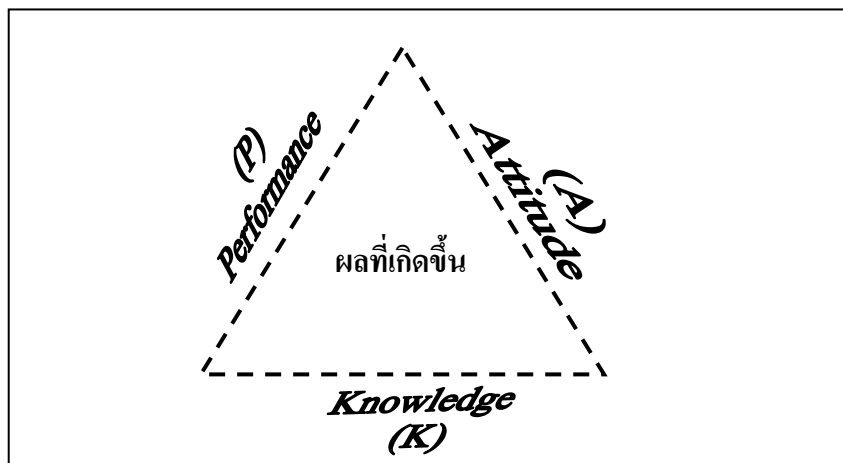 (P)
Performance
(A)
Attitude
ผลที่เกิดขึ้น
Knowledge
(K)